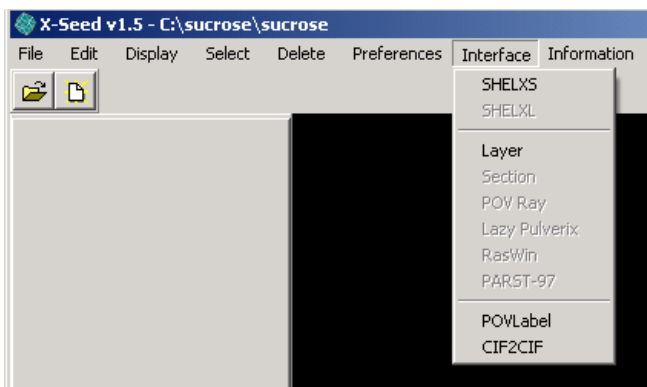 X-Seed v1.5 - C:\sucrose\sucrose
File Edit Display Select Delete Preferences Interface Information
SHELXS
SHELXL
Layer
Section
POV Ray
Lazy Pulverix
RasWin
PARST-97
POVLabel
CIF2CIF